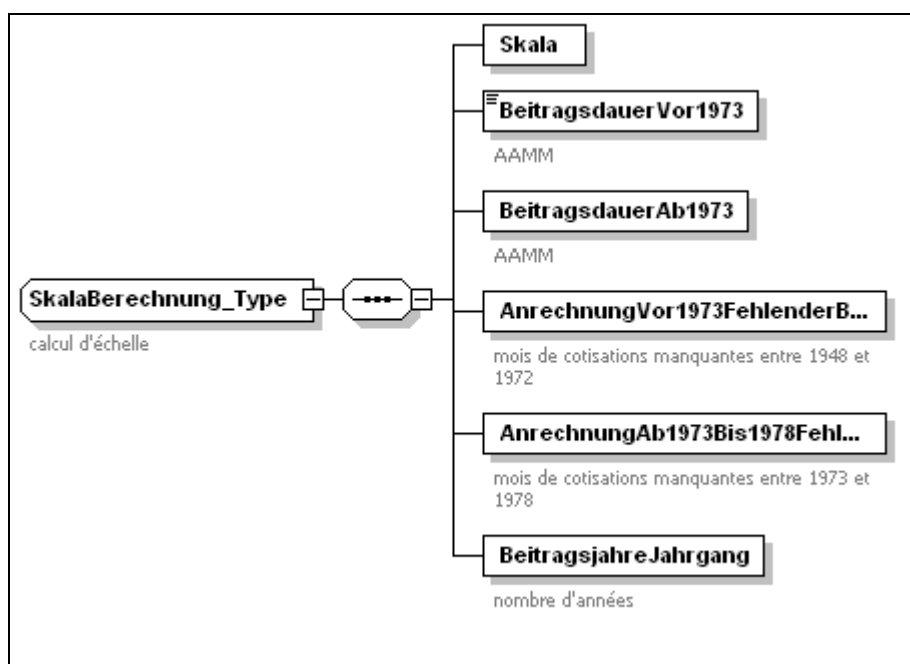 Skala
BeitragsdauerVor1973
AAMM
BeitragsdauerAb1973
AAMM
SkalaBerechnung_Type
calcul d'échelle
AnrechnungVor1973FehlenderB...
mois de cotisations manquantes entre 1948 et
1972
AnrechnungAb1973Bis1978Fehl...
mois de cotisations manquantes entre 1973 et
1978
BeitragsjahreJahrgang
nombre d'années